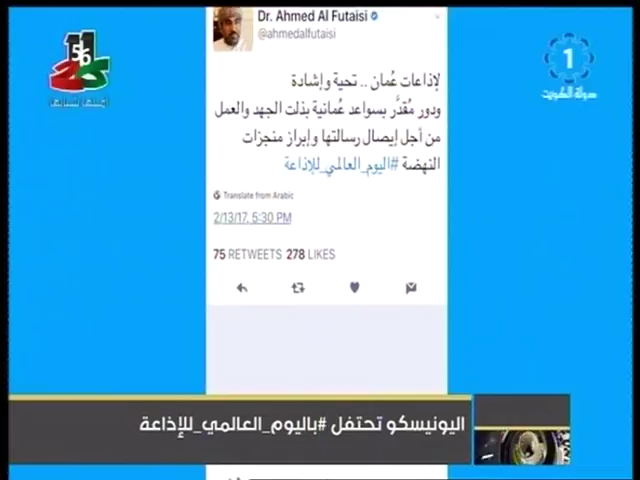 Dr. Ahmed Al Futaisi
@ahmedalfutaisi
لإذاعات عُمان .. تحية وإشادة
ودور مُقدَّر بسواعد عُمانية بذلت الجهد والعمل
من أجل إيصال رسالتها وإبراز منجزات
النهضة #اليوم_العالمي_للإذاعة
Translate from Arabic
2/13/17, 5:30 PM
75 RETWEETS 278 LIKES
1
دولة الكويت
56
اليونيسكو تحتفل #باليوم_العالمي_للإذاعة